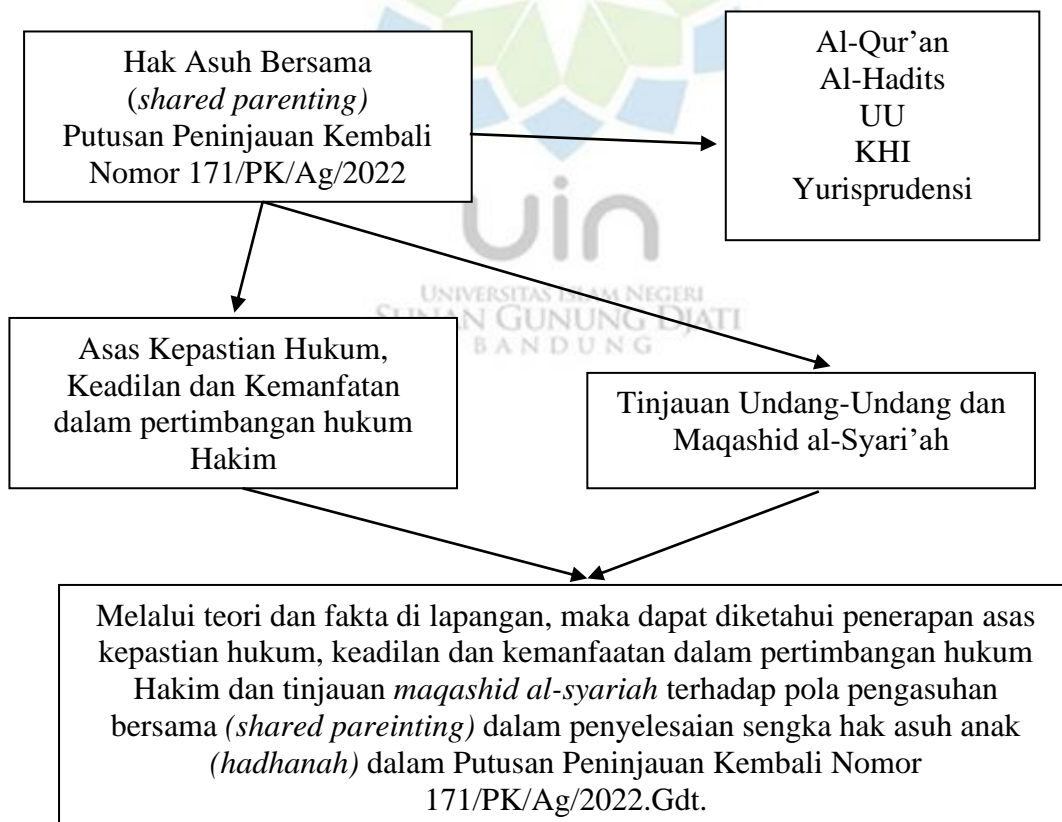 Hak Asuh Bersama
(shared parenting)
Putusan Peninjauan Kembali
Nomor 171/PK/Ag/2022
Al-Qur’an
Al-Hadits
UU
KHI
Yurisprudensi
uin
UNIVERSITAS ISLAM NEGERI
SUNAN GUNUNG DJATI
BANDUNG
Asas Kepastian Hukum,
Keadilan dan Kemanfatan
dalam pertimbangan hukum
Hakim
Tinjauan Undang-Undang dan
Maqashid al-Syari’ah
Melalui teori dan fakta di lapangan, maka dapat diketahui penerapan asas
kepastian hukum, keadilan dan kemanfaatan dalam pertimbangan hukum
Hakim dan tinjauan maqashid al-syariah terhadap pola pengasuhan
bersama (shared pareinting) dalam penyelesaian sengka hak asuh anak
(hadhanah) dalam Putusan Peninjauan Kembali Nomor
171/PK/Ag/2022.Gdt.